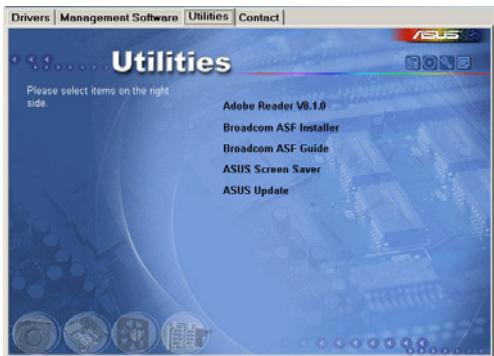 Drivers Management Software Utilities Contact
ASUS
Utilities
Please select items on the right
side.
Adobe Reader V8.1.0
Broadcom ASF Installer
Broadcom ASF Guide
ASUS Screen Saver
ASUS Update